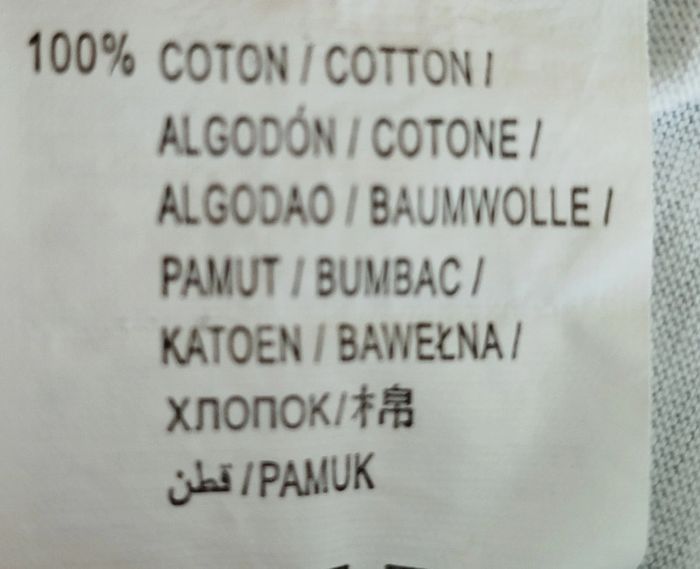 100% COTON / COTTON /
ALGODÓN / COTONE /
ALGODAO / BAUMWOLLE /
PAMUT / BUMBAC /
KATOEN / BAWEŁNA /
ХЛОПОК/棉
قطن /PAMUK